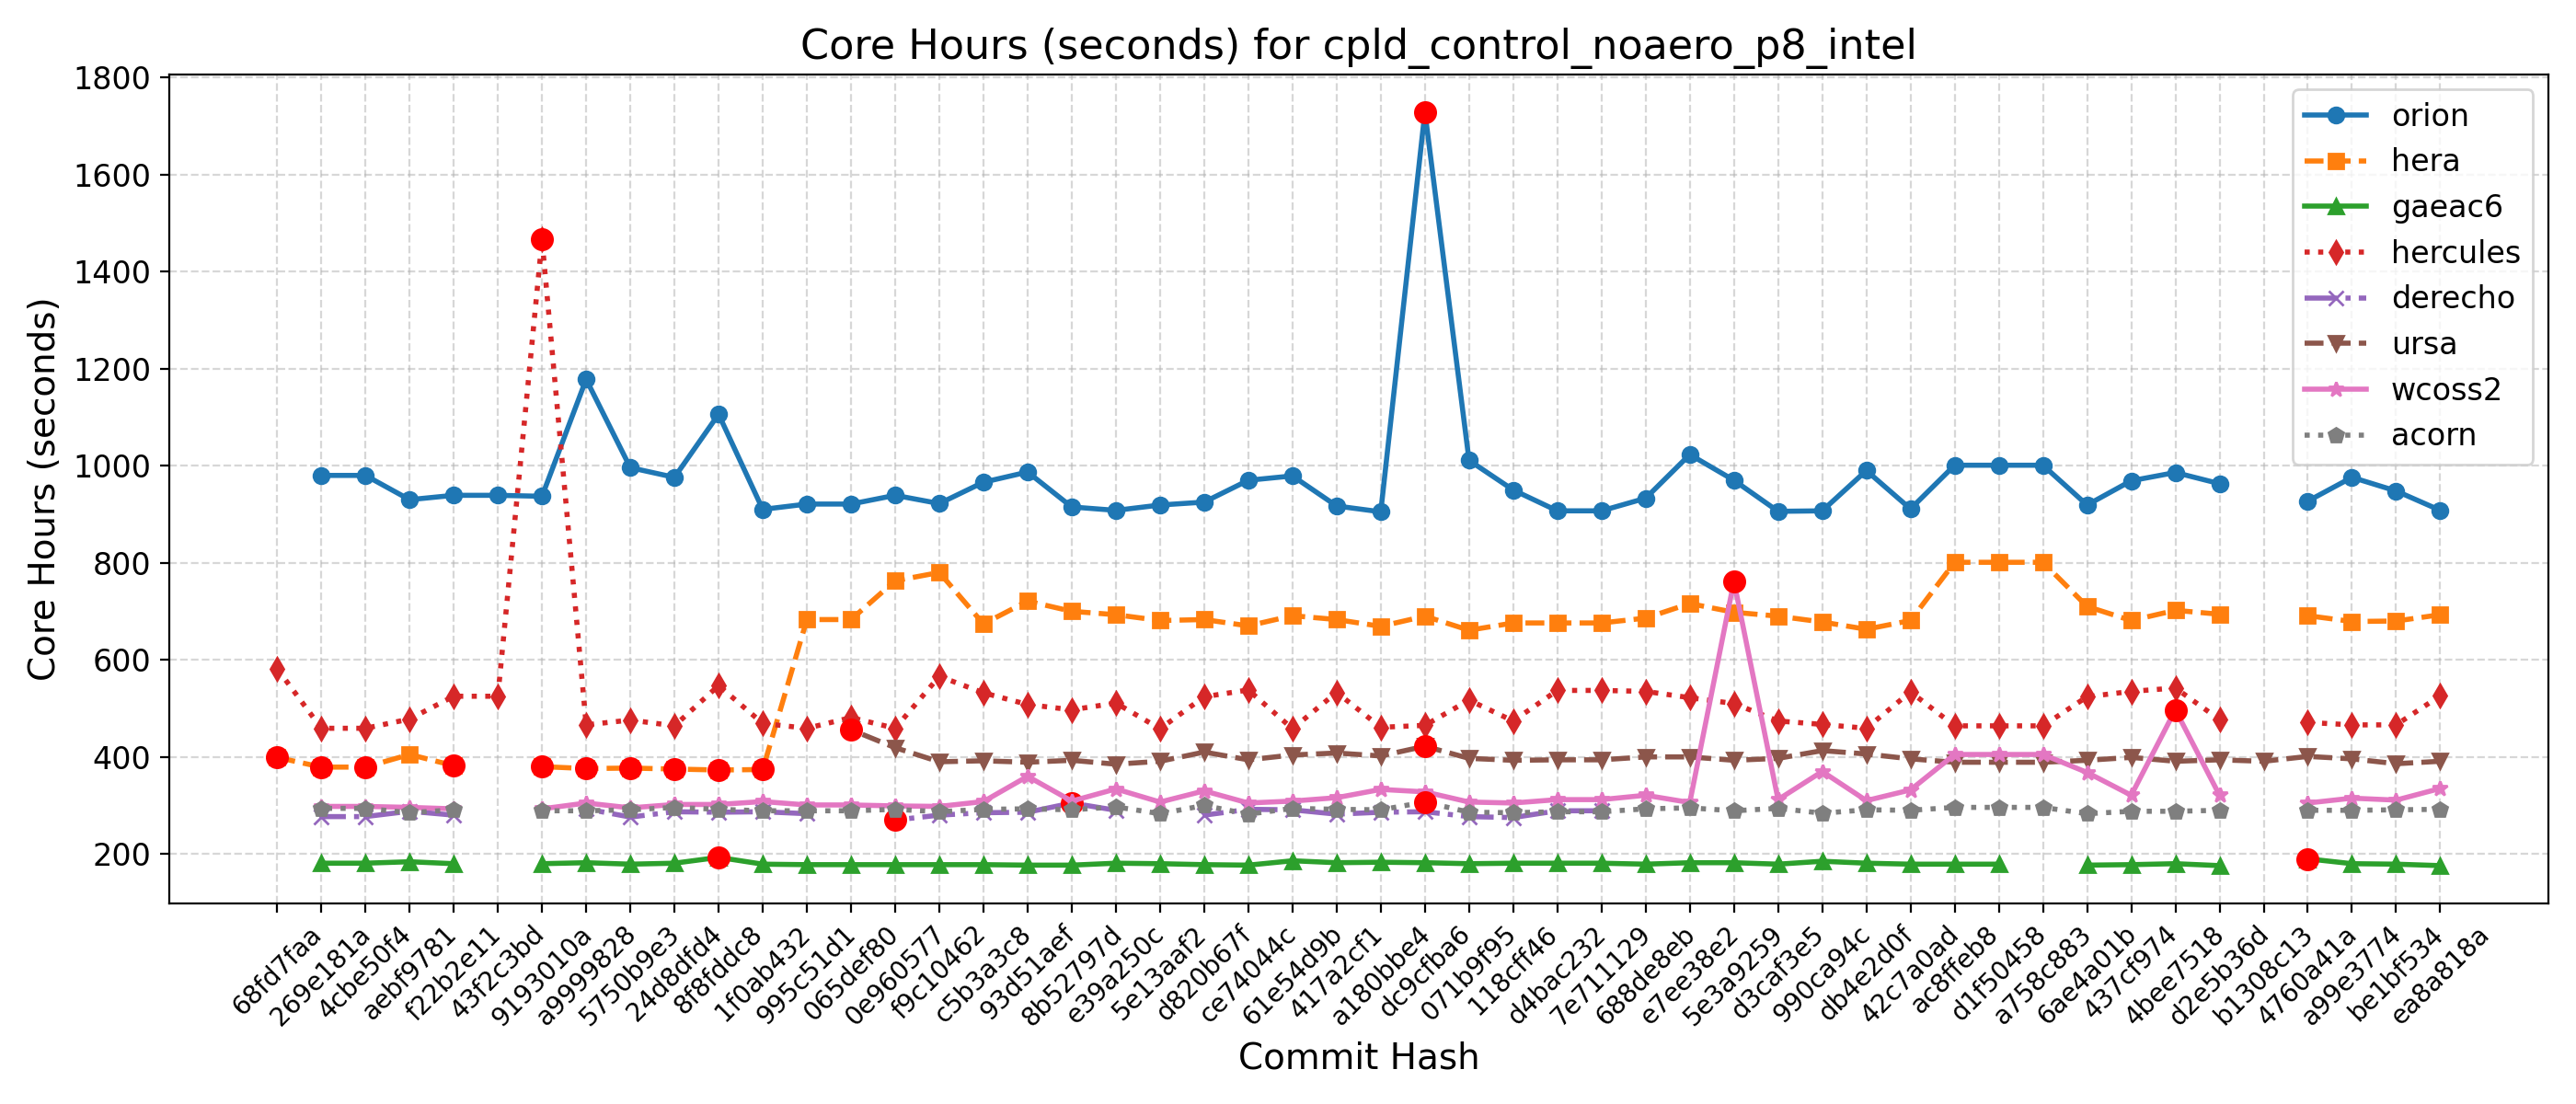 Core Hours (seconds) for cpld_control_noaero_p8_intel
Core Hours (seconds)
1800
1600
1400
1200
1000
800
600
400
200
orion
hera
gaeac6
hercules
derecho
ursa
wcoss2
acorn
68fd7faa
269e181a
4cbe50f4
aebf9781
f22b2e11
43f2c3bd
9193010a
a9999828
5750b9e3
24d8dfd4
8f8fddc8
1f0ab432
995c51d1
065def80
0e960577
f9c10462
c5b3a3c8
93d51aef
8b52797d
e39a250c
5e13aaf2
d820b67f
ce74044c
61e54d9b
417a2cf1
a180bbe4
dc9cfba6
071b9f95
118cff46
d4bac232
7e711129
688de8eb
e7ee38e2
5e3a9259
d3caf3e5
990ca94c
db4e2d0f
42c7a0ad
ac8ffeb8
d1f50458
a758c883
6ae4a01b
437cf974
4bee7518
d2e5b36d
b1308c13
4760a41a
a99e3774
be1bf534
ea8a818a
Commit Hash